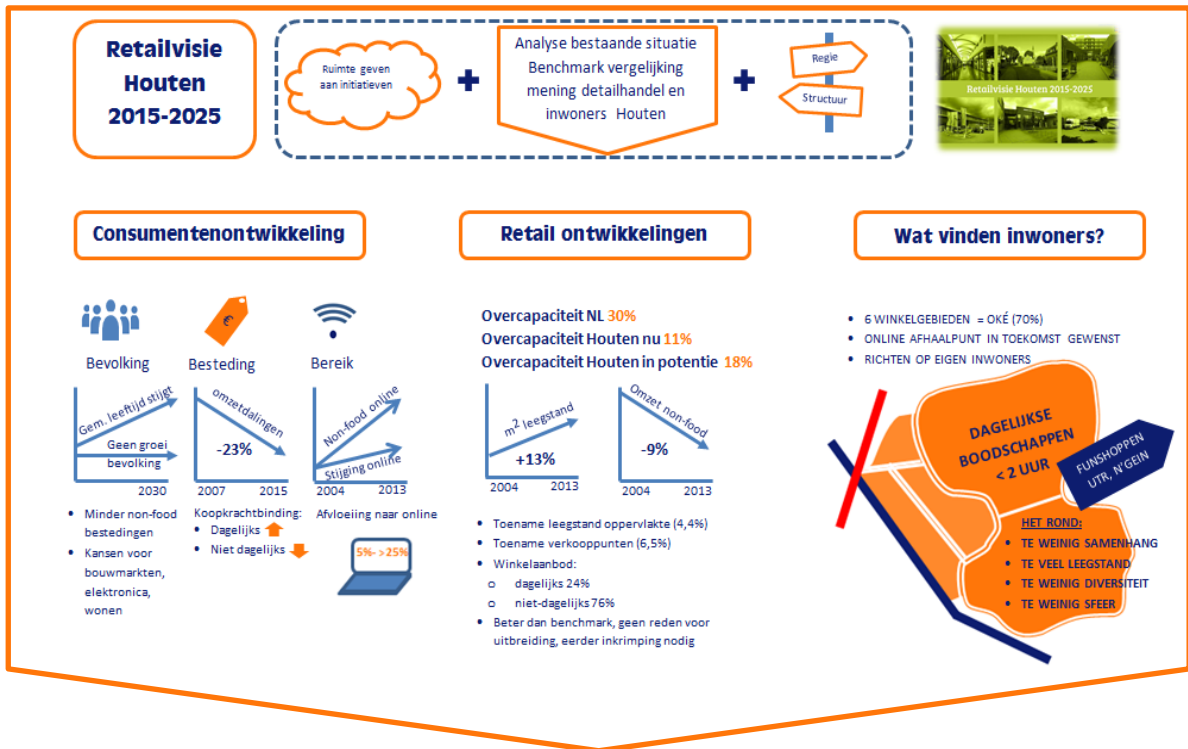 Retailvisie
Houten
2015-2025
Ruimte geven
aan initiatieven
+
Analyse bestaande situatie
Benchmark vergelijking
mening detailhandel en
inwoners Houten
+
Regie
Structuur
Retailvisie Houten 2015-2025
Consumentenontwikkeling
Bevolking
€
Besteding
Bereik
Gem. leeftijd stijgt
Geen groei
bevolking
2030
omzetdalingen
-23%
2007 2015
Non-food online
Stijging online
2004 2013
• Minder non-food
bestedingen
• Kansen voor
bouwmarkten,
elektronica,
wonen
Koopkrachtbinding:
• Dagelijks
• Niet dagelijks
Afvloeiing naar online
5%- >25%
Retail ontwikkelingen
Overcapaciteit NL 30%
Overcapaciteit Houten nu 11%
Overcapaciteit Houten in potentie 18%
m² leegstand
+13%
2004 2013
Omzet non-food
-9%
2004 2013
• Toename leegstand oppervlakte (4,4%)
• Toename verkooppunten (6,5%)
• Winkelaanbod:
o dagelijks 24%
o niet-dagelijks 76%
• Beter dan benchmark, geen reden voor
uitbreiding, eerder inkrimping nodig
Wat vinden inwoners?
• 6 WINKELGEBIEDEN = OKÉ (70%)
• ONLINE AFHAALPUNT IN TOEKOMST GEWENST
• RICHTEN OP EIGEN INWONERS
DAGELIJKSE
BOODSCHAPPEN
< 2 UUR
FUNSHOPPEN
UTR, N'GEIN
HET ROND:
• TE WEINIG SAMENHANG
• TE VEEL LEEGSTAND
• TE WEINIG DIVERSITEIT
• TE WEINIG SFEER